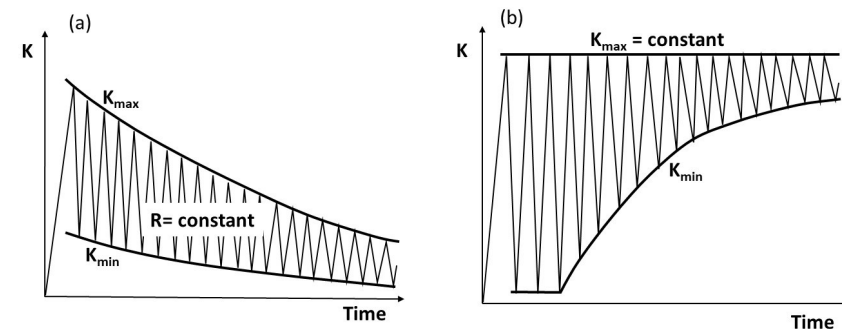 (a)
K
Kmax
R= constant
Kmin
Time
(b)
K
Kmax = constant
Kmin
Time